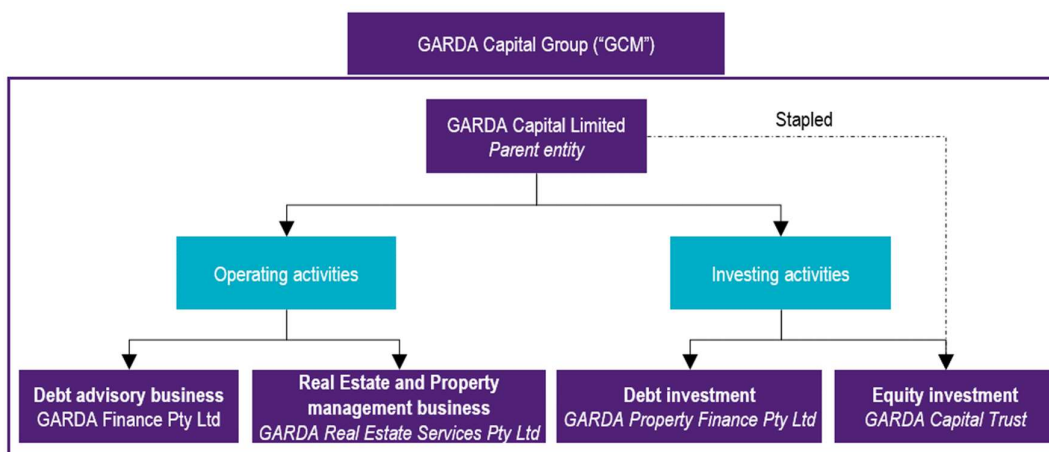 GARDA Capital Group (“GCM”)
GARDA Capital Limited
Parent entity
Stapled
Operating activities
Investing activities
Debt advisory business
GARDA Finance Pty Ltd
Real Estate and Property
management business
GARDA Real Estate Services Pty Ltd
Debt investment
GARDA Property Finance Pty Ltd
Equity investment
GARDA Capital Trust